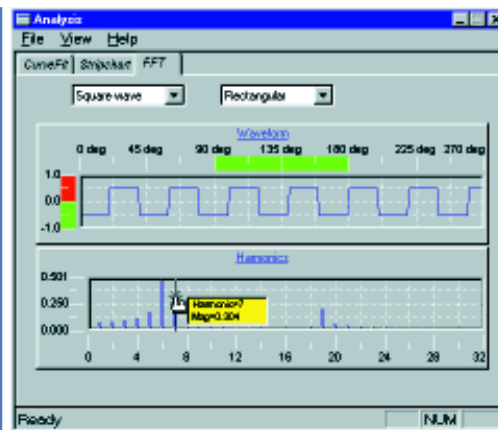 Analysis
File View Help
CurveFit Stripchart FFT
Square wave Rectangular
Waveform
0 deg 45 deg 90 deg 135 deg 180 deg 225 deg 270 deg
1.0
0.0
-1.0
Harmonics
0.501
0.250
0.000
Harmonic=7
Mag=0.304
0 4 8 12 16 20 24 28 32
Ready NUM